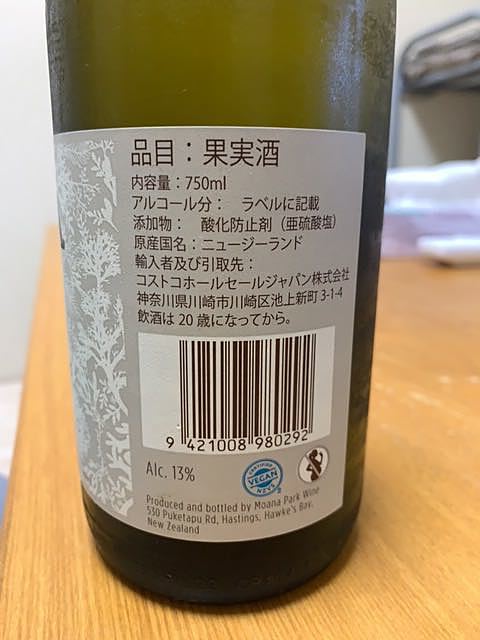 品目：果実酒
内容量：750ml
アルコール分： ラベルに記載
添加物： 酸化防止剤（亜硫酸塩）
原産国名：ニュージーランド
輸入者及び引取先：
コストコホールセールジャパン株式会社
神奈川県川崎市川崎区池上新町 3-1-4
飲酒は 20 歳になってから。
9 421008 980292
Alc. 13%
CERTIFIED
VEGAN
NZVS
Produced and bottled by Moana Park Wine
530 Puketapu Rd, Hastings, Hawke's Bay,
New Zealand